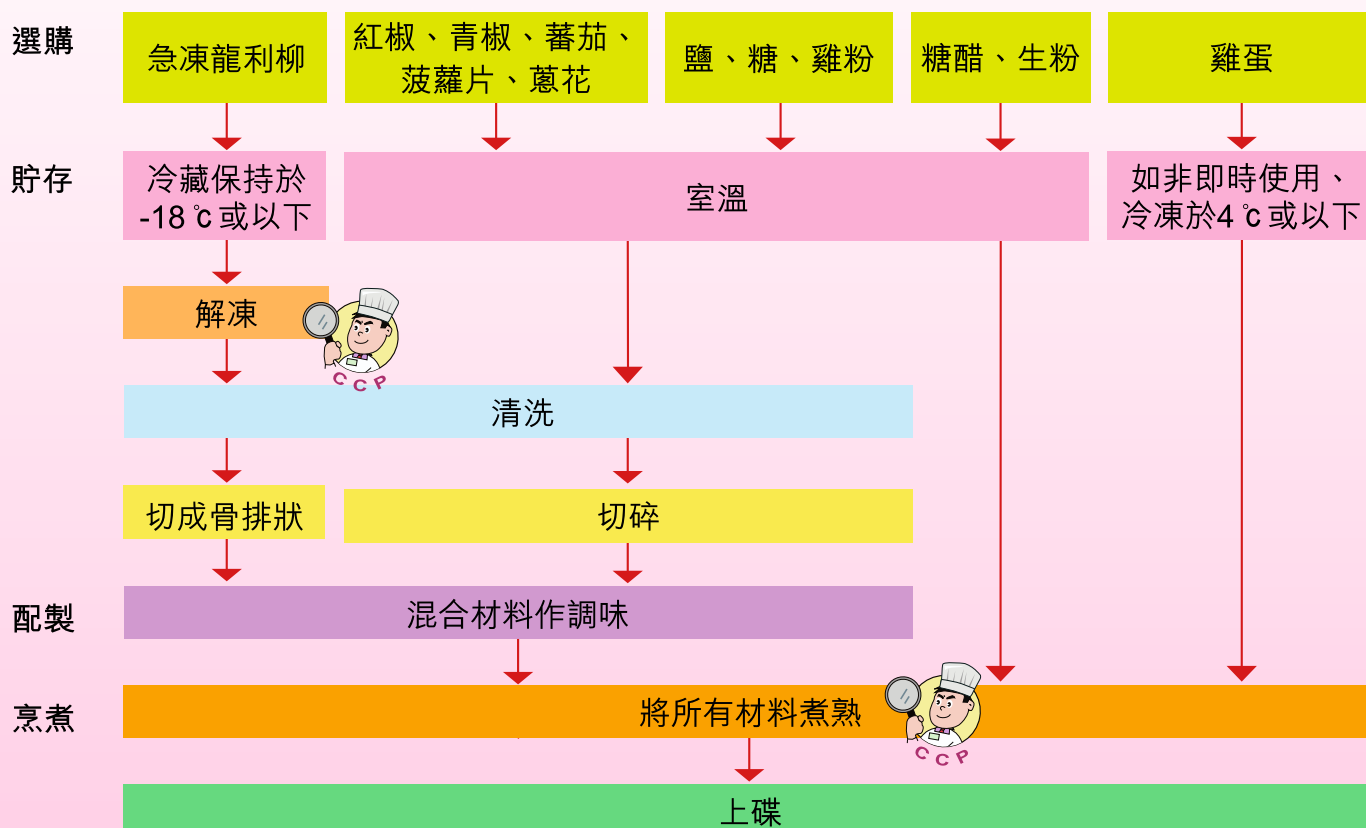 選購
急凍龍利柳
紅椒、青椒、蕃茄、
菠蘿片、蔥花
鹽、糖、雞粉
糖醋、生粉
雞蛋
貯存
冷藏保持於
-18℃或以下
室溫
如非即時使用、
冷凍於4℃或以下
解凍
CCP
清洗
切成骨排狀
切碎
配製
混合材料作調味
烹煮
將所有材料煮熟
CCP
上碟